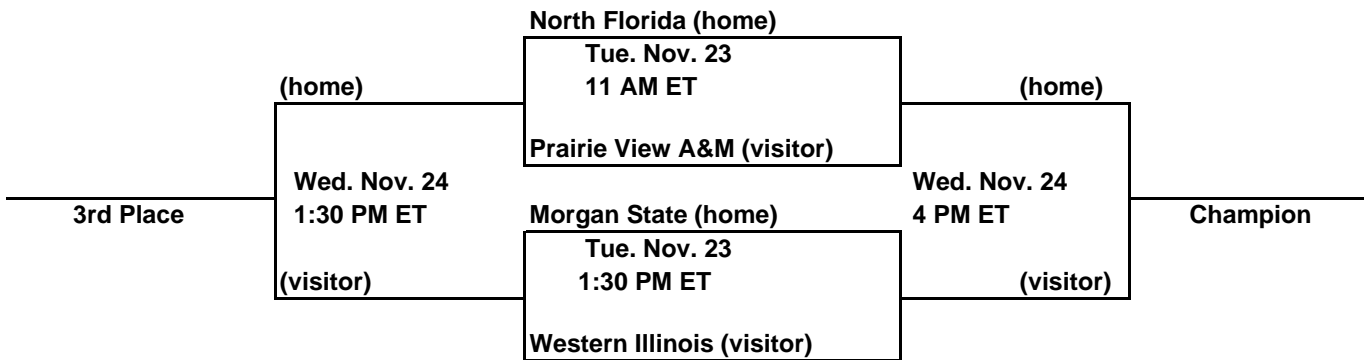 North Florida (home)
Tue. Nov. 23
11 AM ET
(home)
(home)
Prairie View A&M (visitor)
Wed. Nov. 24
1:30 PM ET
Wed. Nov. 24
4 PM ET
3rd Place
Morgan State (home)
Champion
Tue. Nov. 23
1:30 PM ET
(visitor)
(visitor)
Western Illinois (visitor)